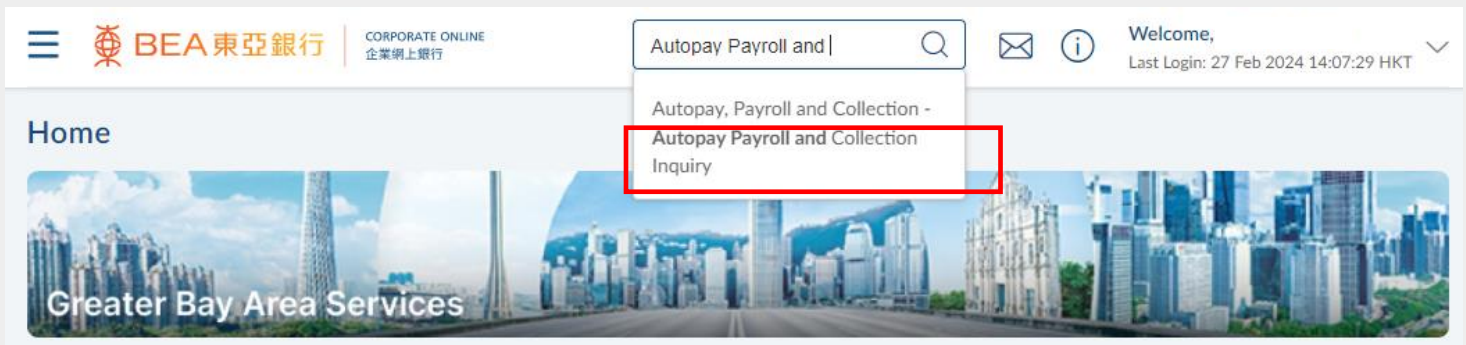 BEA東亞銀行
CORPORATE ONLINE
企業網上銀行
Autopay Payroll and
Welcome,
Last Login: 27 Feb 2024 14:07:29 HKT
Autopay, Payroll and Collection -
Autopay Payroll and Collection
Inquiry
Home
Greater Bay Area Services